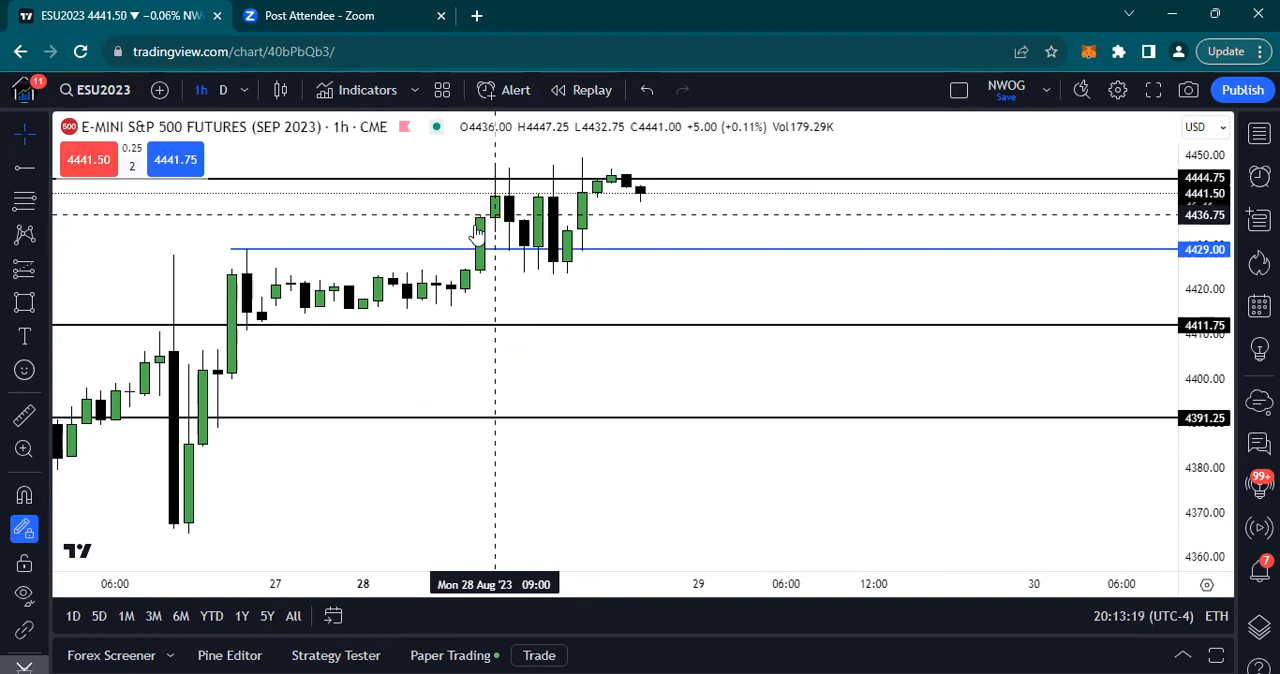 ESU2023 4441.50 ▼ −0.06% NW
Post Attendee - Zoom
tradingview.com/chart/40bPbQb3/
Update
11
ESU2023
1h
D
Indicators
Alert
Replay
NWOG
Save
Publish
500
E-MINI S&P 500 FUTURES (SEP 2023) · 1h · CME
O4436.00 H4447.25 L4432.75 C4441.00 +5.00 (+0.11%) Vol179.29K
USD
4441.50
0.25
2
4441.75
4450.00
4444.75
4441.50
4436.75
4429.00
4420.00
4411.75
4400.00
4391.25
4380.00
4370.00
4360.00
99+
7
06:00
27
28
Mon 28 Aug '23 09:00
29
06:00
12:00
30
06:00
1D
5D
1M
3M
6M
YTD
1Y
5Y
All
20:13:19 (UTC-4)
ETH
Forex Screener
Pine Editor
Strategy Tester
Paper Trading
Trade